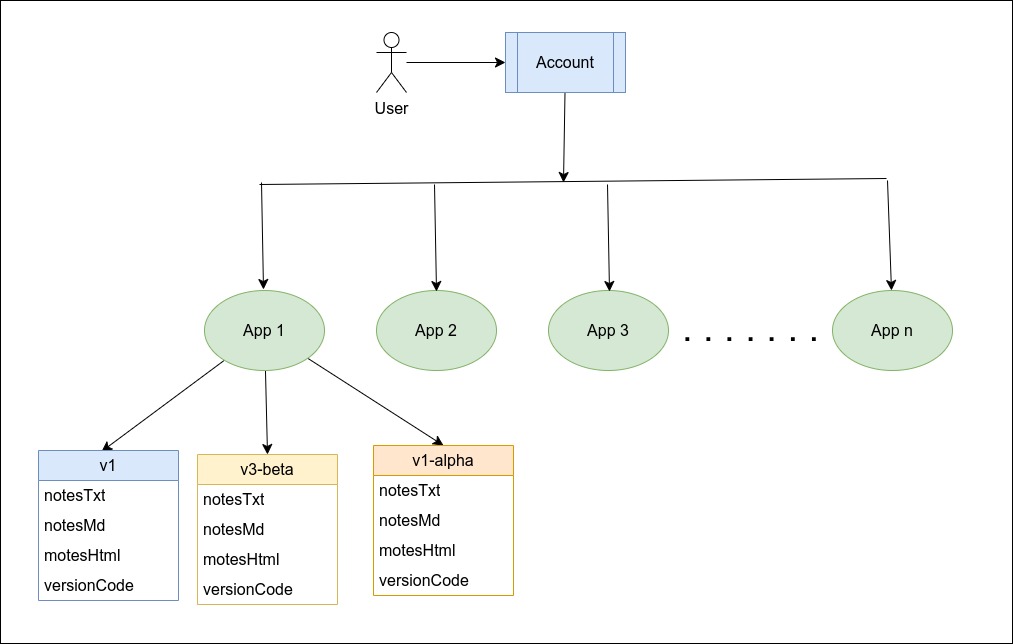 User
Account
App 1
App 2
App 3
. . . . . . .
App n
v1
notesTxt
notesMd
motesHtml
versionCode
v3-beta
notesTxt
notesMd
motesHtml
versionCode
v1-alpha
notesTxt
notesMd
motesHtml
versionCode